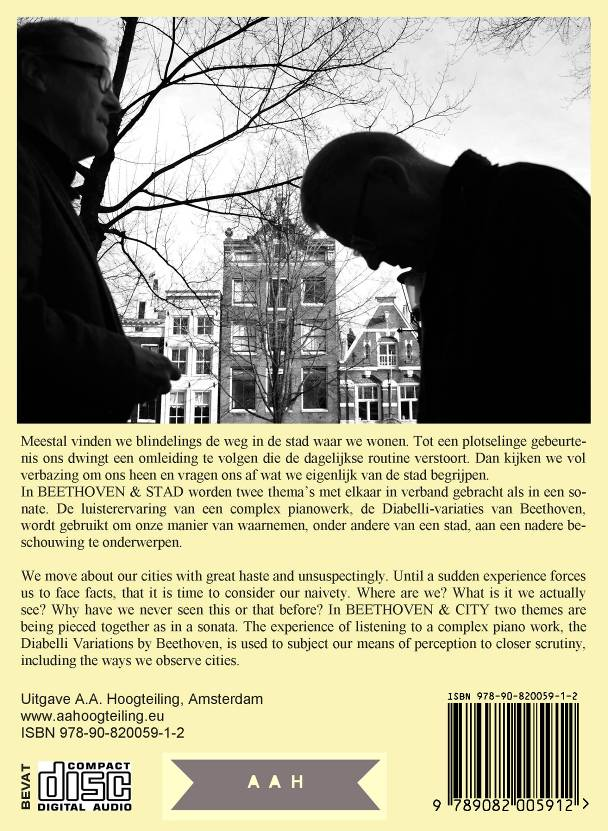 Meestal vinden we blindelings de weg in de stad waar we wonen. Tot een plotselinge gebeurte-
nis ons dwingt een omleiding te volgen die de dagelijkse routine verstoort. Dan kijken we vol
verbazing om ons heen en vragen ons af wat we eigenlijk van de stad begrijpen.
In BEETHOVEN & STAD worden twee thema's met elkaar in verband gebracht als in een so-
nate. De luisterervaring van een complex pianowerk, de Diabelli-variaties van Beethoven,
wordt gebruikt om onze manier van waarnemen, onder andere van een stad, aan een nadere be-
schouwing te onderwerpen.
We move about our cities with great haste and unsuspectingly. Until a sudden experience forces
us to face facts, that it is time to consider our naivety. Where are we? What is it we actually
see? Why have we never seen this or that before? In BEETHOVEN & CITY two themes are
being pieced together as in a sonata. The experience of listening to a complex piano work, the
Diabelli Variations by Beethoven, is used to subject our means of perception to closer scrutiny,
including the ways we observe cities.
Uitgave A.A. Hoogteiling, Amsterdam
www.aahoogteiling.eu
ISBN 978-90-820059-1-2
BEVAT
COMPACT
disc
DIGITAL AUDIO
A A H
ISBN 978-90-820059-1-2
9 789082 005912 >